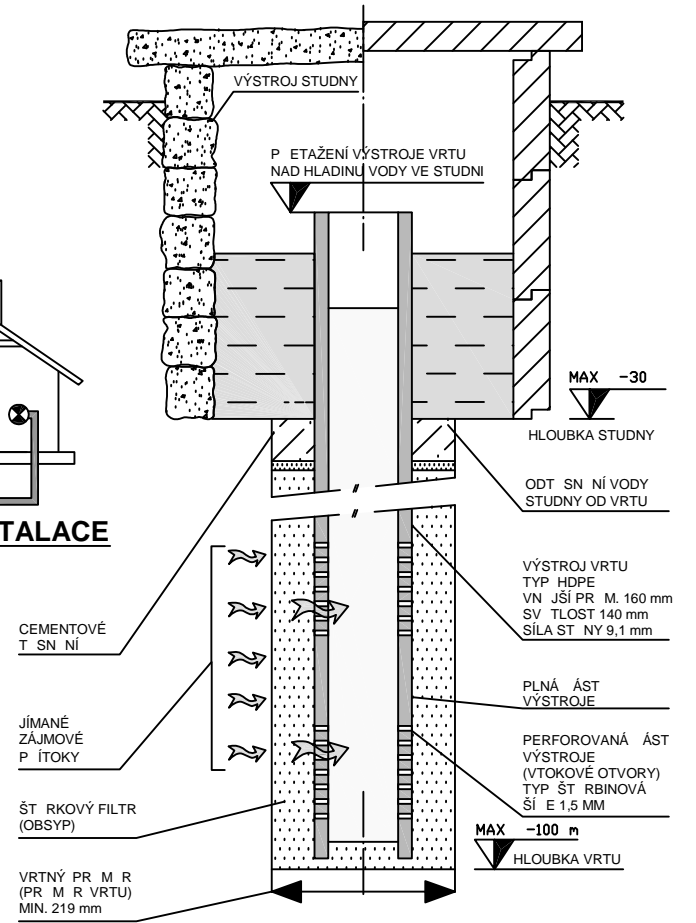 VÝSTROJ STUDNY
P ETAŽENÍ VÝSTROJE VRTU
NAD HLADINU VODY VE STUDNI
MAX -30
HLOUBKA STUDNY
ODT SN NÍ VODY
STUDNY OD VRTU
TALACE
VÝSTROJ VRTU
TYP HDPE
VN JŠÍ PR M. 160 mm
SV TLOST 140 mm
SÍLA ST NY 9,1 mm
CEMENTOVÉ
T SN NÍ
PLNÁ ÁST
VÝSTROJE
JÍMANÉ
ZÁJMOVÉ
P ÍTOKY
PERFOROVANÁ ÁST
VÝSTROJE
(VTOKOVÉ OTVORY)
TYP ŠT RBINOVÁ
ŠÍ E 1,5 MM
ŠT RKOVÝ FILTR
(OBSYP)
MAX -100 m
HLOUBKA VRTU
VRTNÝ PR M R
(PR M R VRTU)
MIN. 219 mm